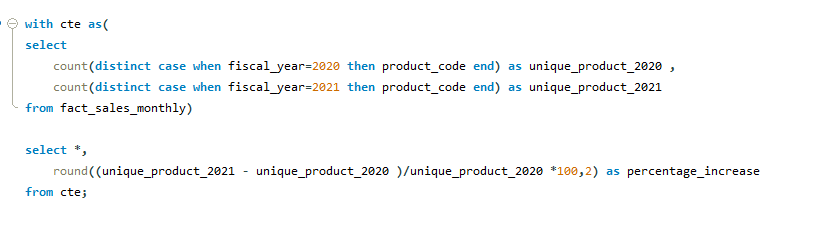 with cte as(
select
count(distinct case when fiscal_year=2020 then product_code end) as unique_product_2020 ,
count(distinct case when fiscal_year=2021 then product_code end) as unique_product_2021
from fact_sales_monthly)
select *,
round((unique_product_2021 - unique_product_2020 )/unique_product_2020 *100,2) as percentage_increase
from cte;